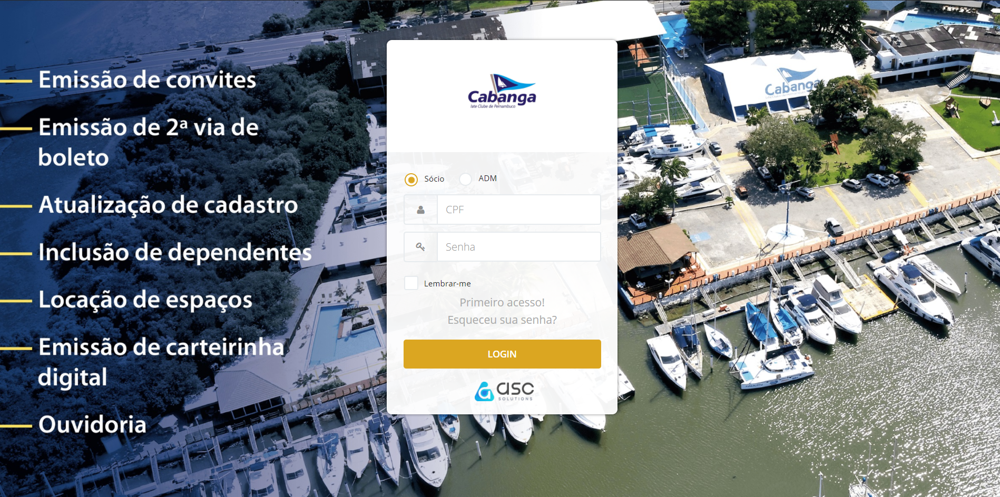 Emissão de convites
Emissão de 2ª via de
boleto
Atualização de cadastro
Inclusão de dependentes
Locação de espaços
Emissão de carteirinha
digital
Ouvidoria
Cabanga
Iate Clube de Pernambuco
Sócio
ADM
CPF
Senha
Lembrar-me
Primeiro acesso!
Esqueceu sua senha?
LOGIN
asc
SOLUTIONS
Cabanga